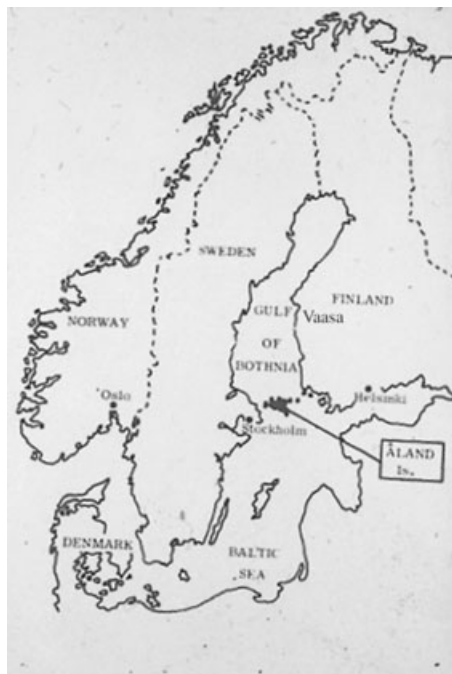 SWEDEN
FINLAND
NORWAY
GULF
Vaasa
OF
BOTHNIA
Oslo
Helsinki
Stockholm
ÅLAND
Is.
DENMARK
BALTIC
SEA